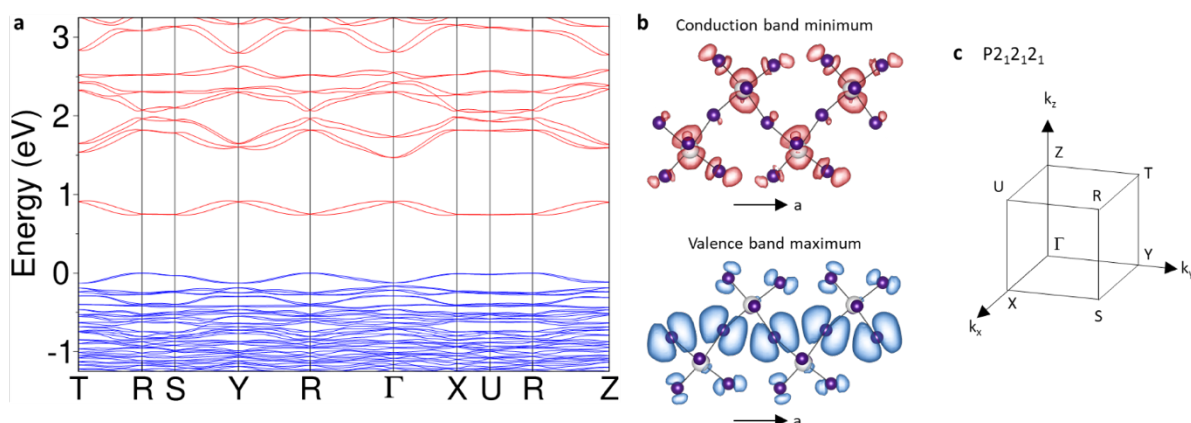 a
Energy (eV)
3
2
1
0
-1
T R S Y R Γ X U R Z
b
Conduction band minimum
a
Valence band maximum
a
c P2₁2₁2₁
k_z
Z
T
U
R
Γ
Y
k_y
X
S
k_x